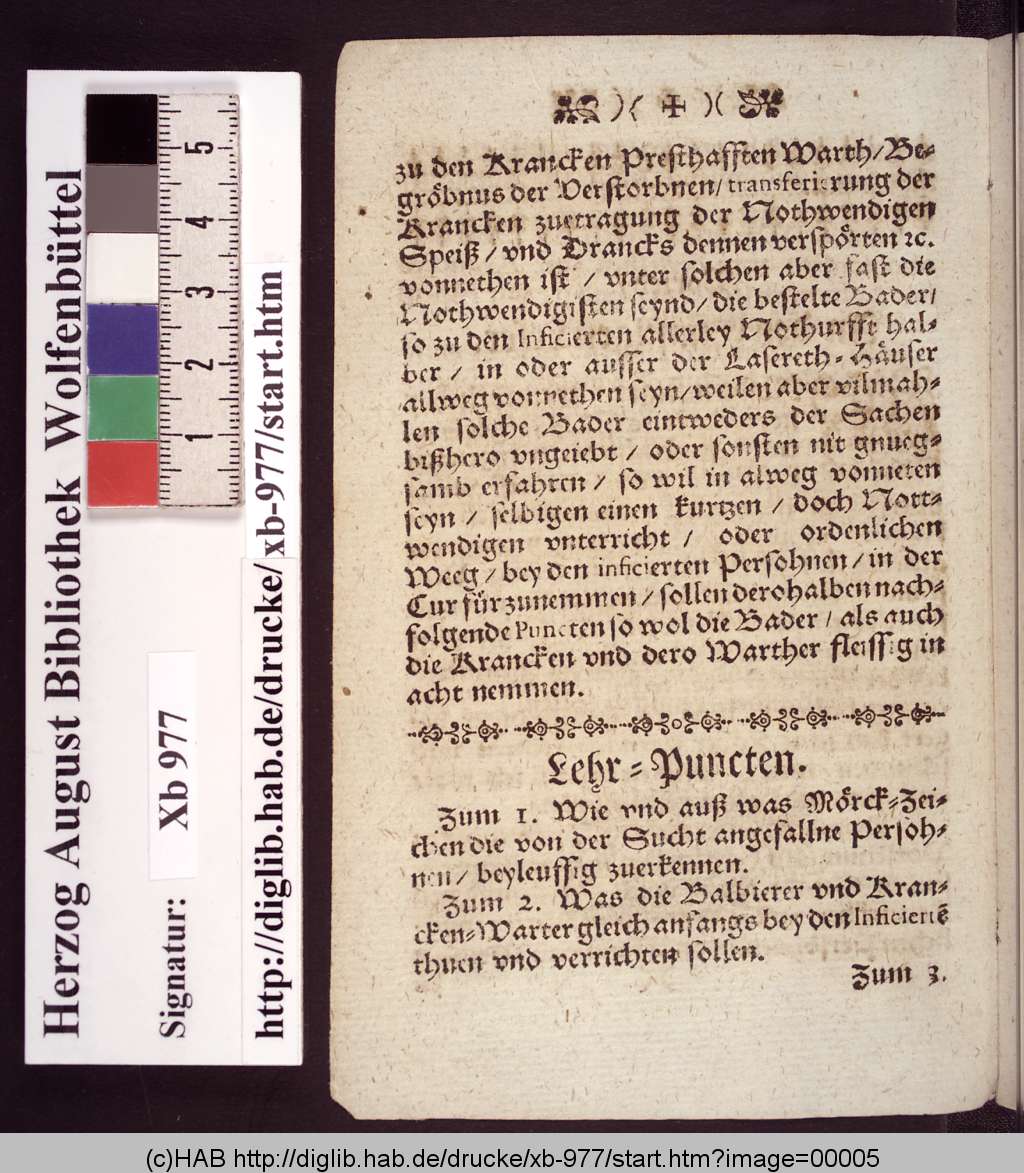 Herzog August Bibliothek Wolfenbüttel
Signatur: Xb 977
http://diglib.hab.de/drucke/xb-977/start.htm
1 2 3 4 5
zu den Krancken Presthafften Warth/Be-
gröbnus der Verstorbnen/ transferierung der
Krancken zuetragung der Nothwendigen
Speiß / vnd Drancks dennen verspörten ꝛc.
vonnethen ist / vnter solchen aber fast die
Nothwendigisten seynd/ die bestelte Bader/
so zu den Inficierten allerley Nothurfft hal-
ber / in oder ausser der Lasereth-Häuser
allweg vonnethen seyn/weilen aber vilmah-
len solche Bader eintweders der Sachen
bißhero vngeiebt / oder sonsten nit gnueg-
samb erfahren / so wil in alweg vonneten
seyn / selbigen einen kurtzen / doch Nott-
wendigen vnterricht / oder ordenlichen
Weeg / bey den inficierten Persohnen / in der
Cur fürzunemmen / sollen derohalben nach-
folgende Puncten so wol die Bader / als auch
die Krancken vnd dero Warther fleissig in
acht nemmen.
Lehr-Puncten.
Zum 1. Wie vnd auß was Mörck-Zei-
chen die von der Sucht angefallne Persoh-
nen/ beyleuffig zuerkennen.
Zum 2. Was die Balbierer vnd Kran-
cken-Warter gleich anfangs bey den Inficiertē
thuen vnd verrichten sollen.
Zum 3.
(c)HAB http://diglib.hab.de/drucke/xb-977/start.htm?image=00005